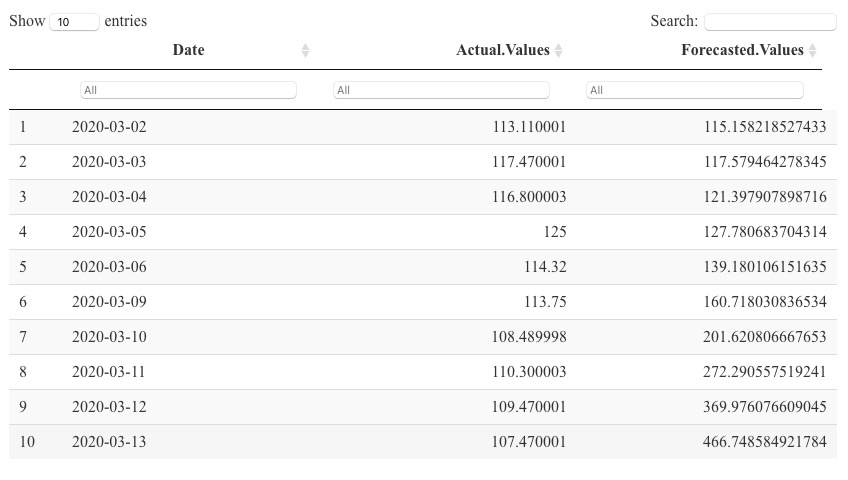 Show 10 entries Search:
Date Actual.Values Forecasted.Values
All All All
1 2020-03-02 113.110001 115.158218527433
2 2020-03-03 117.470001 117.579464278345
3 2020-03-04 116.800003 121.397907898716
4 2020-03-05 125 127.780683704314
5 2020-03-06 114.32 139.180106151635
6 2020-03-09 113.75 160.718030836534
7 2020-03-10 108.489998 201.620806667653
8 2020-03-11 110.300003 272.290557519241
9 2020-03-12 109.470001 369.976076609045
10 2020-03-13 107.470001 466.748584921784